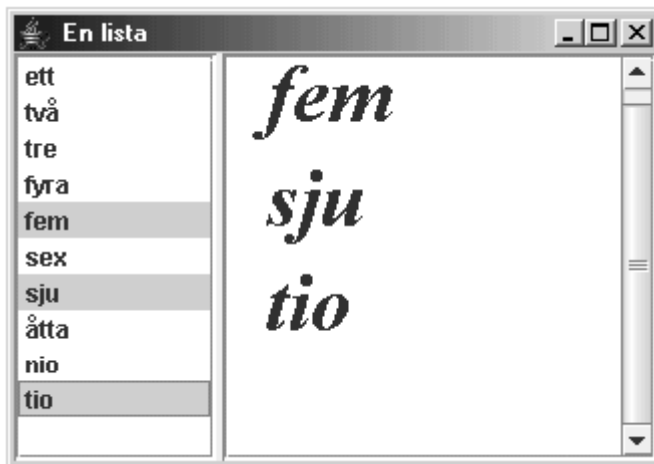 En lista
ett
två
tre
fyra
fem
sex
sju
åtta
nio
tio
fem
sju
tio